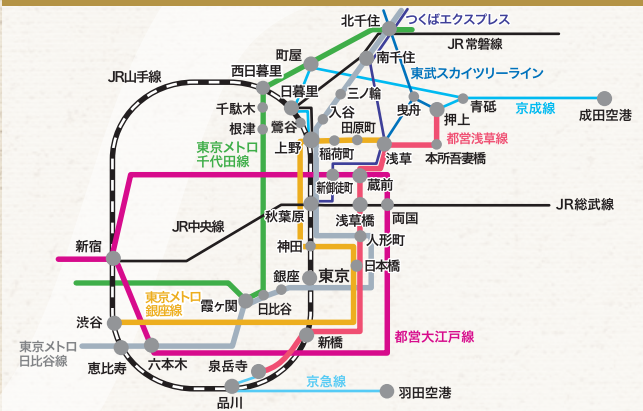 北千住
つくばエクスプレス
JR常磐線
町屋
南千住
西日暮里
JR山手線
東武スカイツリーライン
日暮里
三ノ輪
千駄木
入谷
曳舟
青砥
京成線
成田空港
根津
鶯谷
田原町
押上
東京メトロ
千代田線
上野
稲荷町
浅草
都営浅草線
本所吾妻橋
新御徒町
蔵前
秋葉原
浅草橋
両国
JR総武線
JR中央線
人形町
新宿
神田
日本橋
銀座
東京
東京メトロ
銀座線
霞ヶ関
日比谷
渋谷
新橋
都営大江戸線
東京メトロ
日比谷線
恵比寿
六本木
泉岳寺
京急線
品川
羽田空港